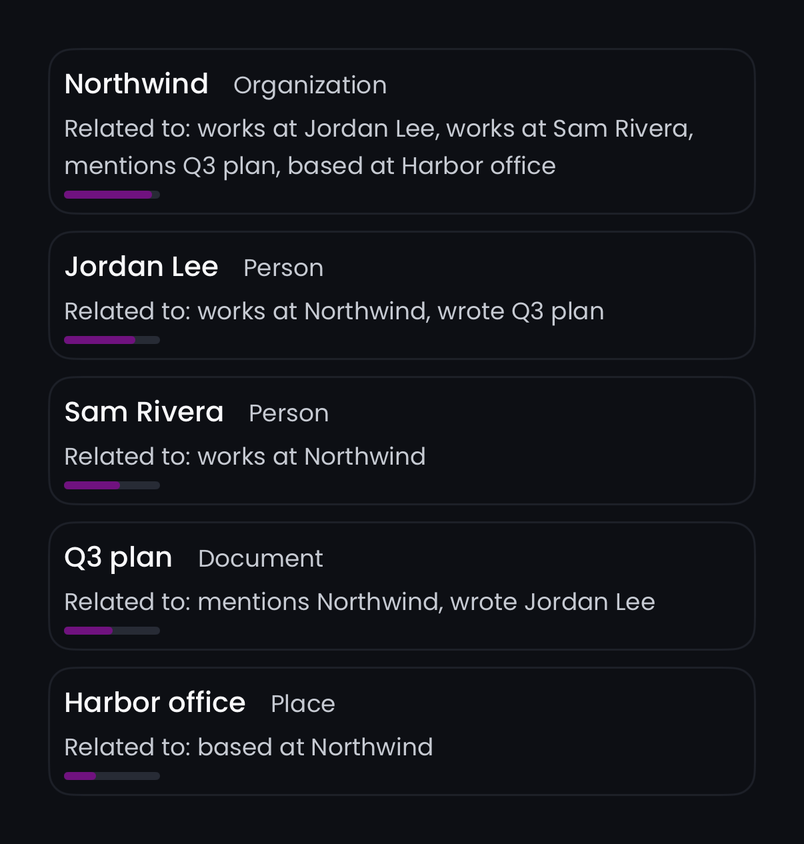 Northwind Organization
Related to: works at Jordan Lee, works at Sam Rivera,
mentions Q3 plan, based at Harbor office
Jordan Lee Person
Related to: works at Northwind, wrote Q3 plan
Sam Rivera Person
Related to: works at Northwind
Q3 plan Document
Related to: mentions Northwind, wrote Jordan Lee
Harbor office Place
Related to: based at Northwind